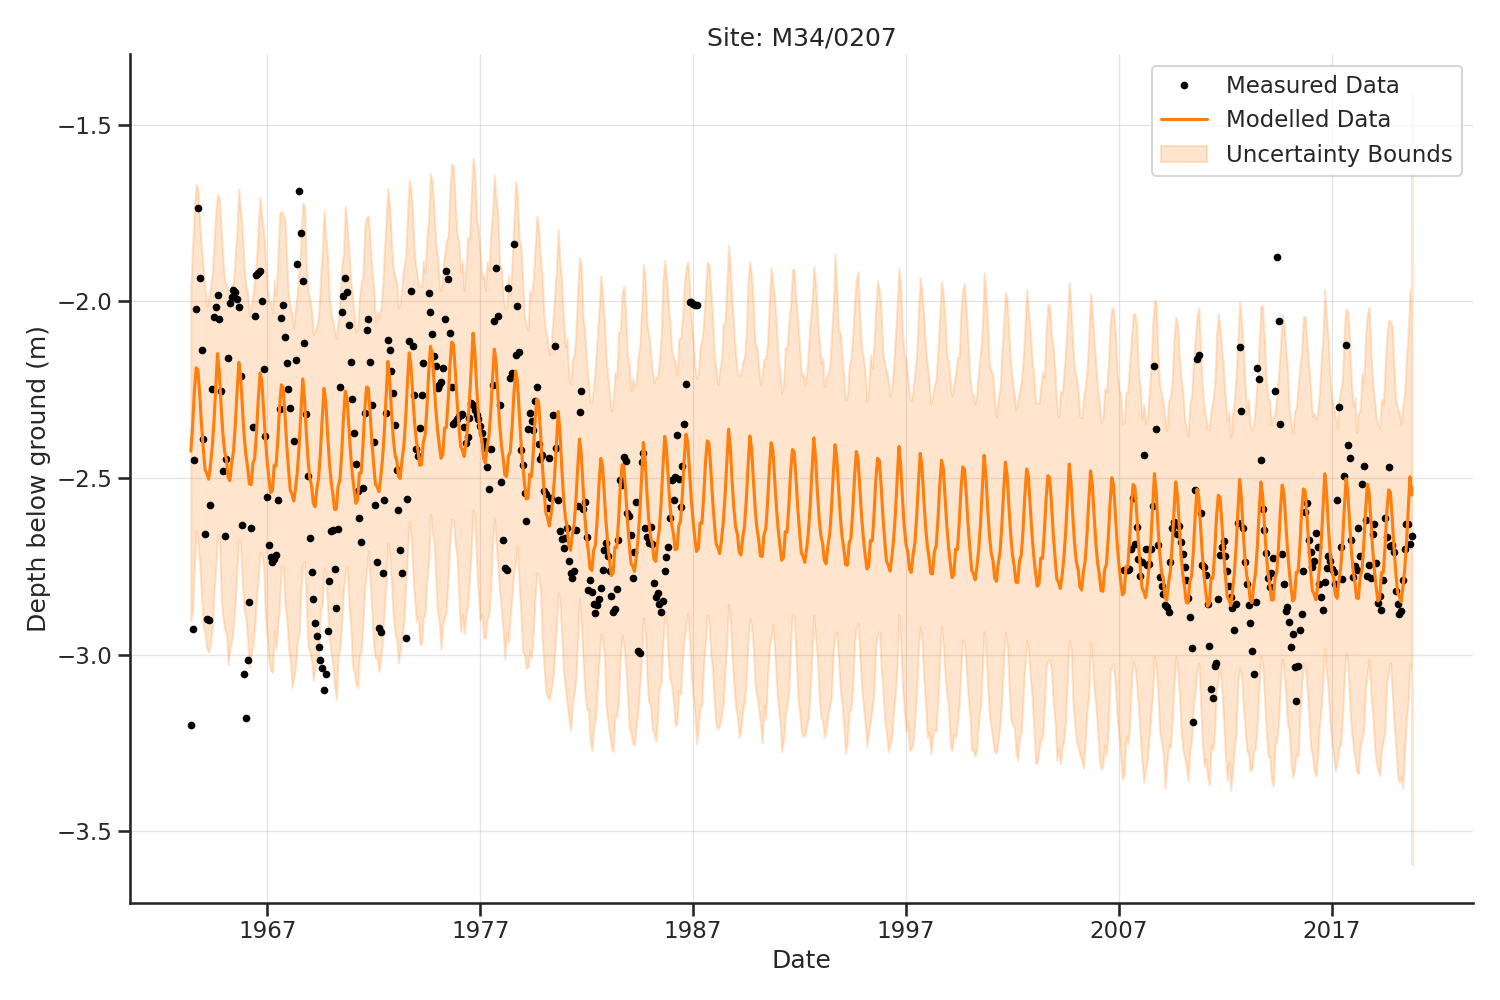 Site: M34/0207
Measured Data
Modelled Data
Uncertainty Bounds
Depth below ground (m)
−1.5
−2.0
−2.5
−3.0
−3.5
1967
1977
1987
1997
2007
2017
Date